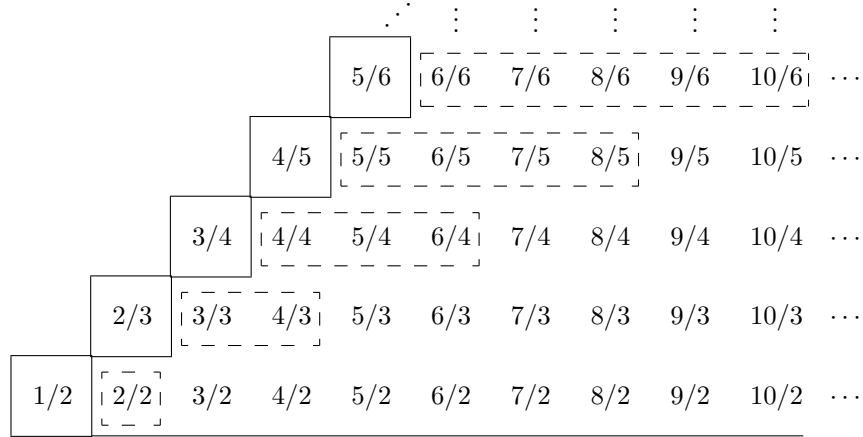 ⋰ ⋮ ⋮ ⋮ ⋮ ⋮
5/6 6/6 7/6 8/6 9/6 10/6 ⋯
4/5 5/5 6/5 7/5 8/5 9/5 10/5 ⋯
3/4 4/4 5/4 6/4 7/4 8/4 9/4 10/4 ⋯
2/3 3/3 4/3 5/3 6/3 7/3 8/3 9/3 10/3 ⋯
1/2 2/2 3/2 4/2 5/2 6/2 7/2 8/2 9/2 10/2 ⋯